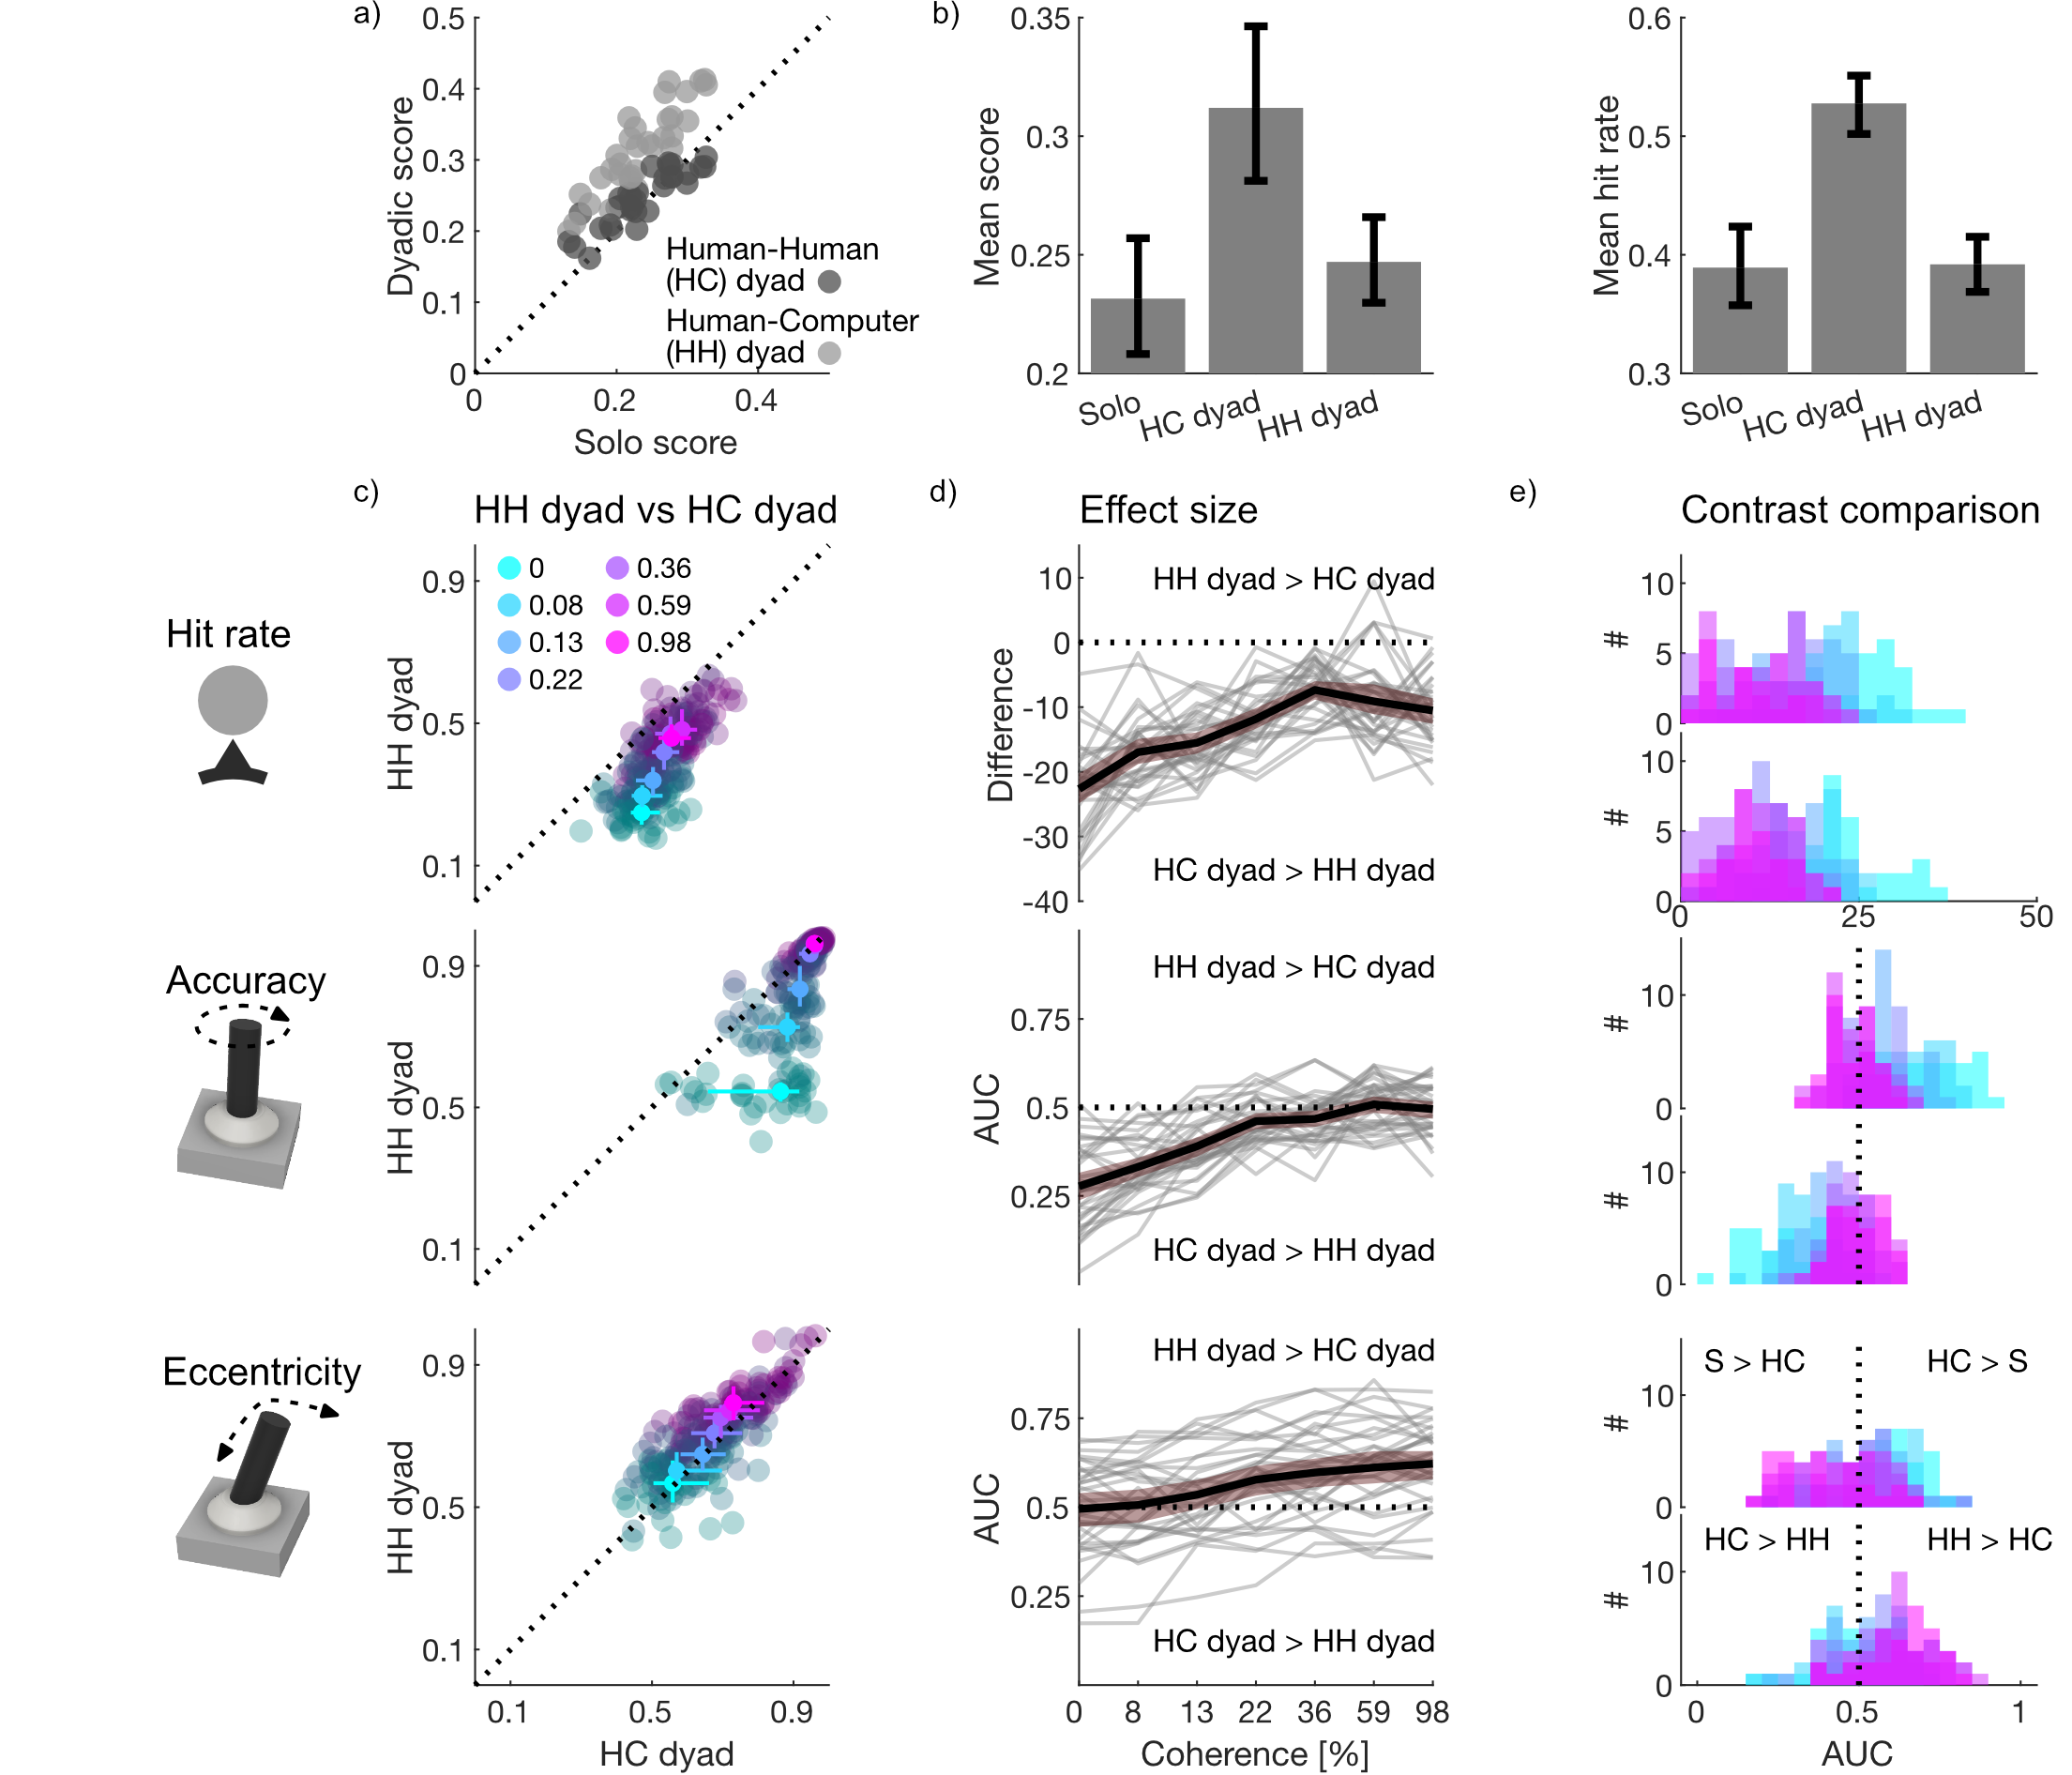 a)
0.5
0.4
0.3
0.2
0.1
0
Dyadic score
Human-Human
(HC) dyad
Human-Computer
(HH) dyad
0 0.2 0.4
Solo score
b)
0.35
0.3
0.25
0.2
Mean score
Solo HC dyad HH dyad
0.6
0.5
0.4
0.3
Mean hit rate
Solo HC dyad HH dyad
c)
HH dyad vs HC dyad
d)
Effect size
e)
Contrast comparison
Hit rate
0.9
0.5
0.1
HH dyad
0 0.36
0.08 0.59
0.13 0.98
0.22
10
0
-10
-20
-30
-40
Difference
HH dyad > HC dyad
HC dyad > HH dyad
10
5
0
#
10
5
0
#
0 25 50
Accuracy
0.9
0.5
0.1
HH dyad
0.75
0.5
0.25
AUC
HH dyad > HC dyad
HC dyad > HH dyad
10
0
#
10
0
#
Eccentricity
0.9
0.5
0.1
HH dyad
0.1 0.5 0.9
HC dyad
0.75
0.5
0.25
AUC
HH dyad > HC dyad
HC dyad > HH dyad
0 8 13 22 36 59 98
Coherence [%]
S > HC HC > S
10
0
#
HC > HH HH > HC
10
0
#
0 0.5 1
AUC